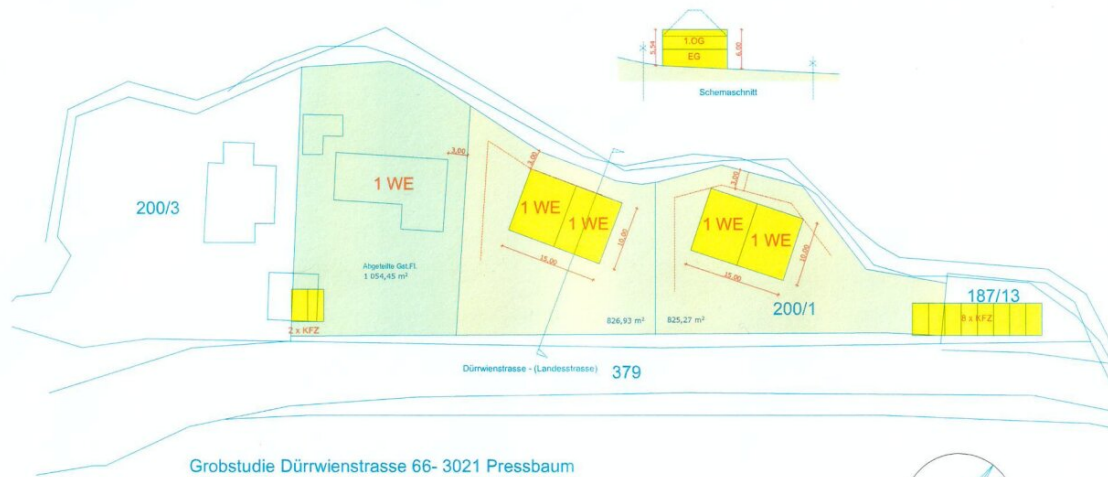 5,34
1.OG
EG
6,00
Schemaschnitt
3,00
3,00
3,00
200/3
1 WE
1 WE
1 WE
1 WE
1 WE
10,00
10,00
15,00
15,00
Abgeteilte Gst.Fl.
1 054,45 m²
826,93 m²
825,27 m²
200/1
187/13
2 x KFZ
8 x KFZ
Dürrwienstrasse - (Landesstrasse)
379
Grobstudie Dürrwienstrasse 66- 3021 Pressbaum